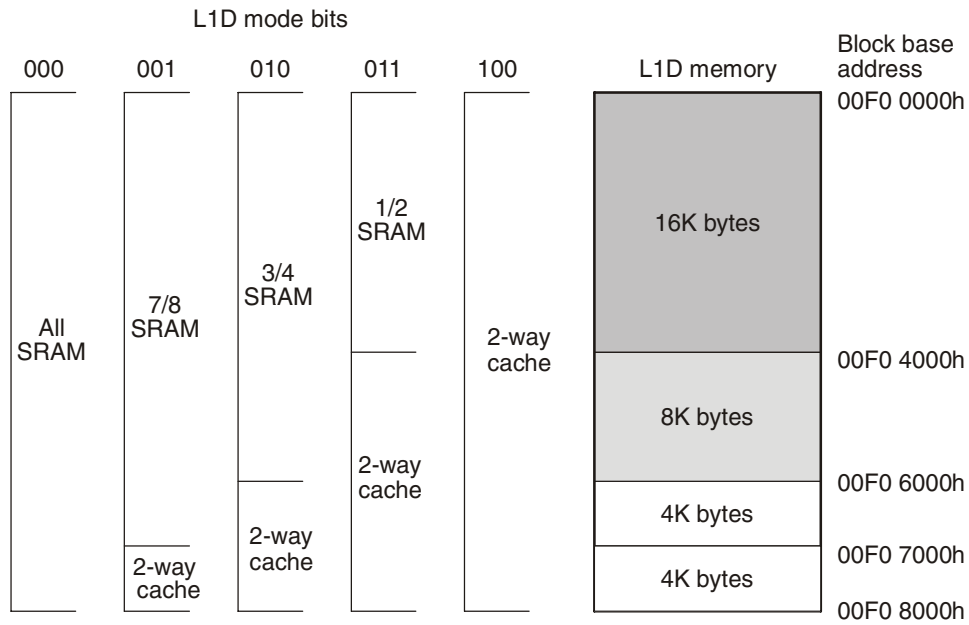 L1D mode bits
000 001 010 011 100 L1D memory Block base address
00F0 0000h
1/2
SRAM
16K bytes
3/4
SRAM
7/8
SRAM
All
SRAM
2-way
cache
00F0 4000h
8K bytes
2-way
cache
00F0 6000h
4K bytes
2-way
cache
00F0 7000h
2-way
cache
4K bytes
00F0 8000h